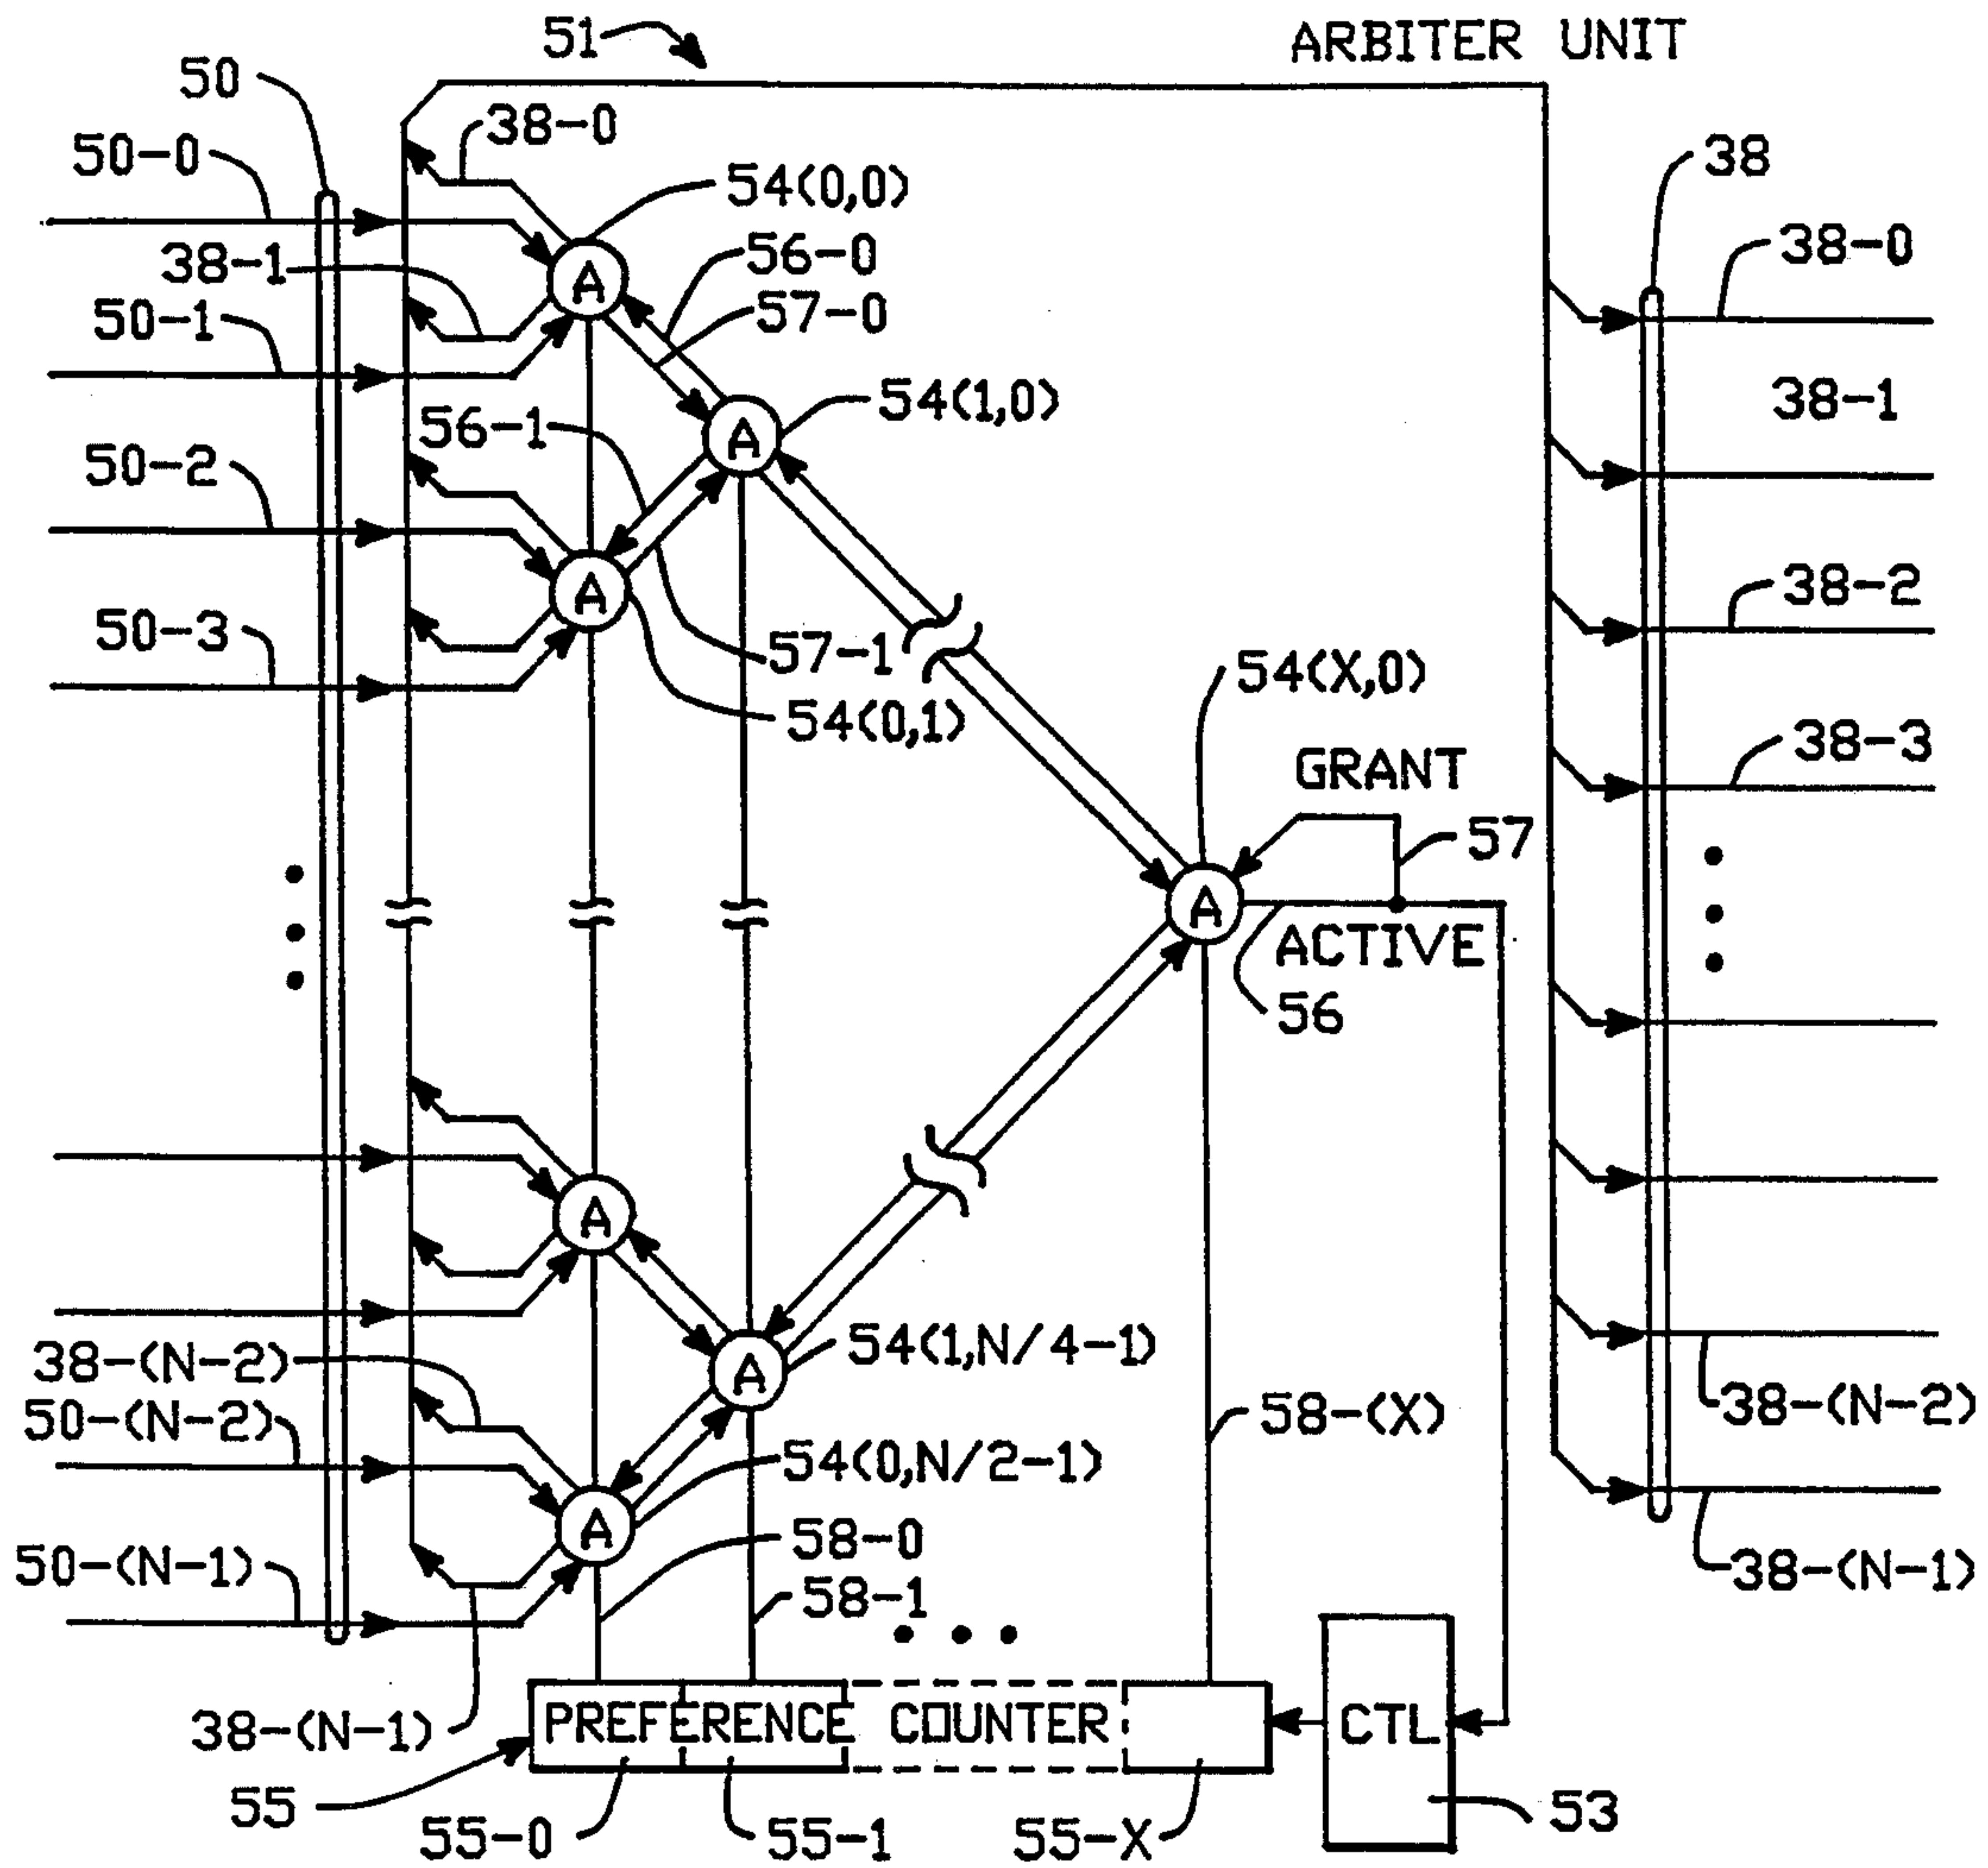 51
ARBITER UNIT
50
38-0
38
50-0
54(0,0)
38-0
56-0
38-1
A
50-1
57-0
54(1,0)
38-1
56-1
A
50-2
A
38-2
50-3
57-1
54(X,0)
54(0,1)
38-3
GRANT
57
A
ACTIVE
56
A
54(1,N/4-1)
38-(N-2)
A
38-(N-2)
50-(N-2)
58-(X)
54(0,N/2-1)
A
58-0
50-(N-1)
38-(N-1)
58-1
PREFERENCE COUNTER
CTL
38-(N-1)
55
53
55-0
55-1
55-X